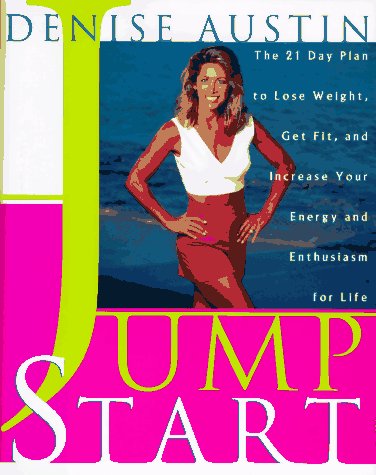 DENISE AUSTIN
The 21 Day Plan
to Lose Weight,
Get Fit, and
Increase Your
Energy and
Enthusiasm
for Life
JUMP
START